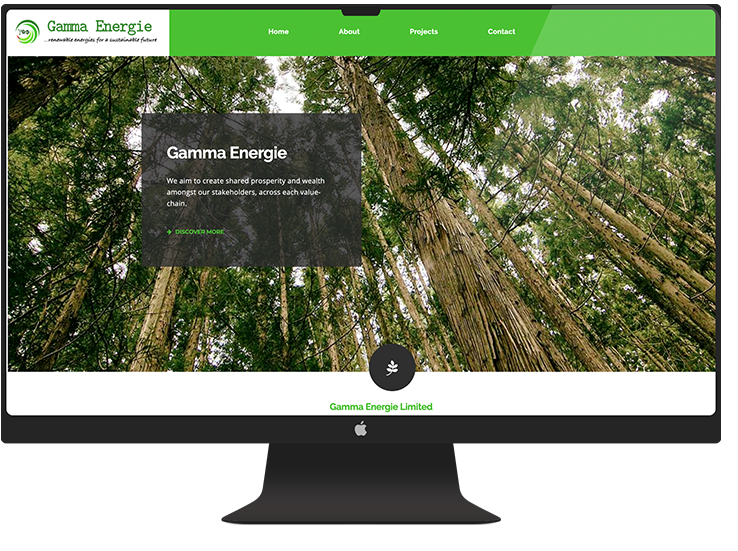 Gamma Energie
...renewable energies for a sustainable future
Home About Projects Contact
Gamma Energie
We aim to create shared prosperity and wealth
amongst our stakeholders, across each value-
chain.
DISCOVER MORE
Gamma Energie Limited